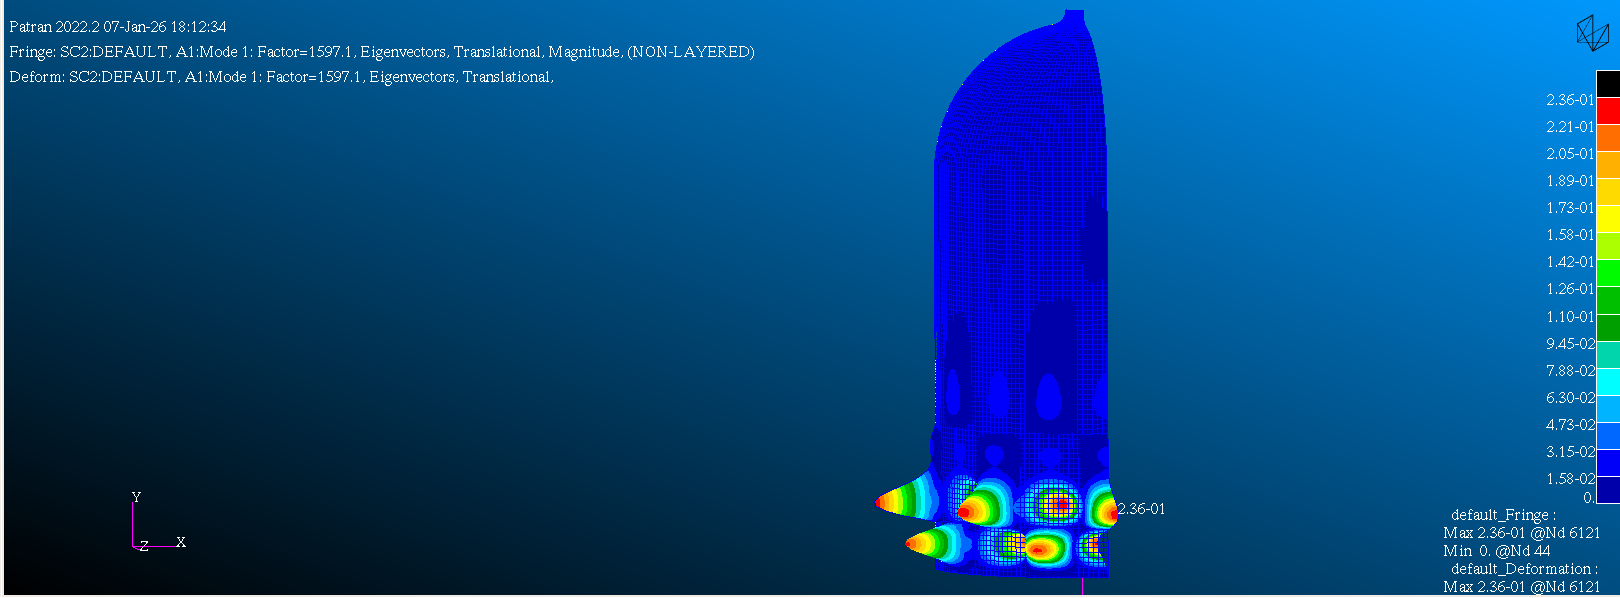 Patran 2022.2 07-Jan-26 18:12:34
Fringe: SC2:DEFAULT, A1:Mode 1: Factor=1597.1, Eigenvectors, Translational, Magnitude, (NON-LAYERED)
Deform: SC2:DEFAULT, A1:Mode 1: Factor=1597.1, Eigenvectors, Translational,
2.36-01
2.21-01
2.05-01
1.89-01
1.73-01
1.58-01
1.42-01
1.26-01
1.10-01
9.45-02
7.88-02
6.30-02
4.73-02
3.15-02
1.58-02
0.
2.36-01
Y
Z
X
default_Fringe :
Max 2.36-01 @Nd 6121
Min 0. @Nd 44
default_Deformation :
Max 2.36-01 @Nd 6121